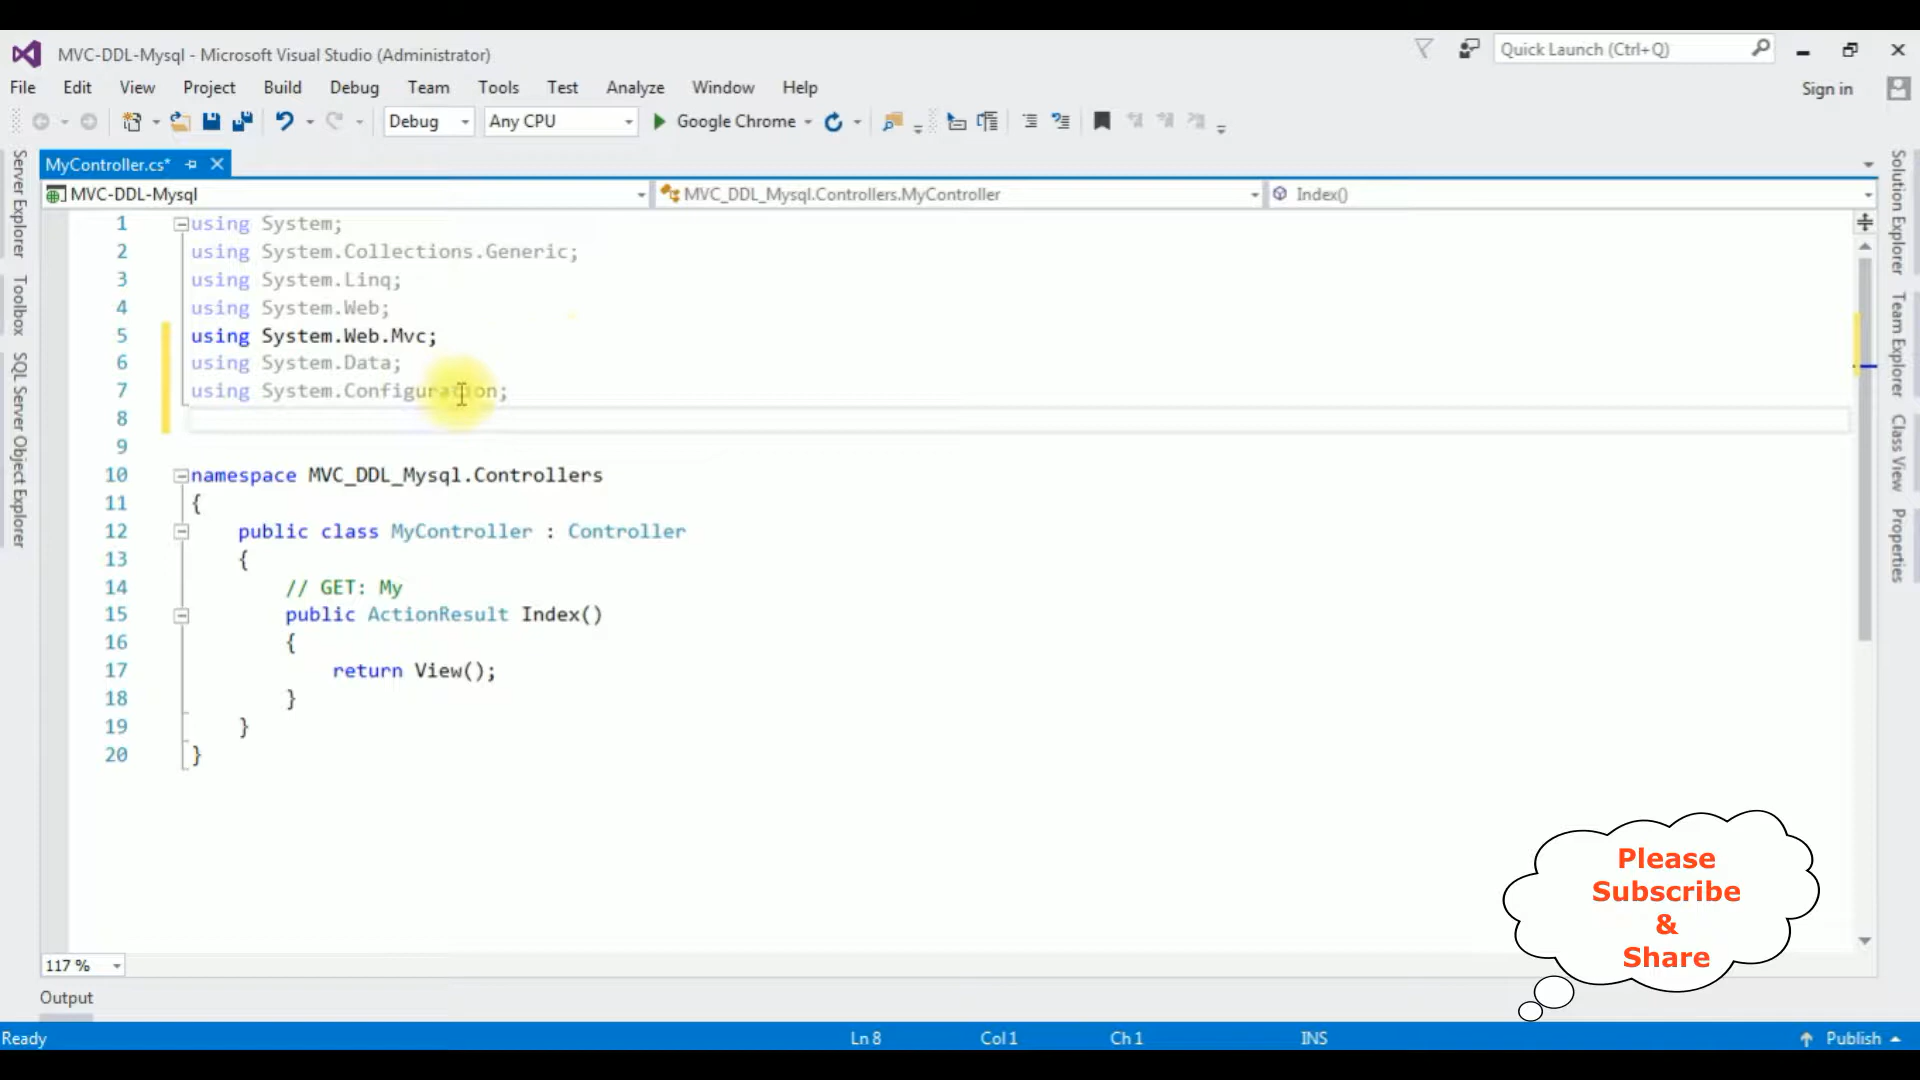 MVC-DDL-Mysql - Microsoft Visual Studio (Administrator)
Quick Launch (Ctrl+Q)
File Edit View Project Build Debug Team Tools Test Analyze Window Help
Sign in
Debug Any CPU Google Chrome
MyController.cs*
MVC-DDL-Mysql MVC_DDL_Mysql.Controllers.MyController Index()
Server Explorer
Toolbox
SQL Server Object Explorer
1 using System;
2 using System.Collections.Generic;
3 using System.Linq;
4 using System.Web;
5 using System.Web.Mvc;
6 using System.Data;
7 using System.Configuration;
8
9
10 namespace MVC_DDL_Mysql.Controllers
11 {
12 public class MyController : Controller
13 {
14 // GET: My
15 public ActionResult Index()
16 {
17 return View();
18 }
19 }
20 }
Solution Explorer
Team Explorer
Class View
Properties
Please
Subscribe
&
Share
117 %
Output
Ready Ln 8 Col 1 Ch 1 INS Publish